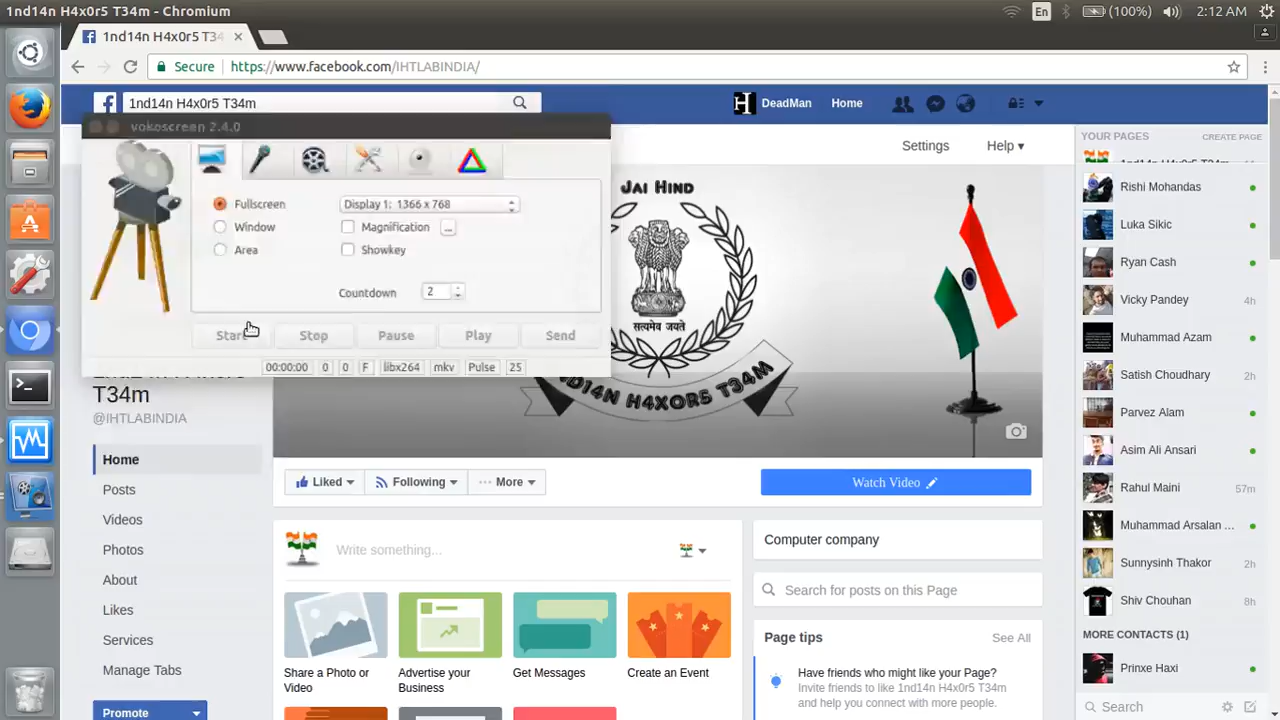 1nd14n H4x0r5 T34m - Chromium
En
(100%)
2:12 AM
1nd14n H4x0r5 T34
Secure
https://www.facebook.com/IHTLABINDIA/
1nd14n H4x0r5 T34m
DeadMan
Home
vokoscreen 2.4.0
Fullscreen
Display 1: 1366 x 768
Window
Magnification
...
Area
Showkey
Countdown
2
Start
Stop
Pause
Play
Send
00:00:00
0
0
F
libx264
mkv
Pulse
25
Settings
Help
JAI HIND
सत्यमेव जयते
1ND14N H4XOR5 T34M
T34m
@IHTLABINDIA
Home
Posts
Videos
Photos
About
Likes
Services
Manage Tabs
Promote
Liked
Following
More
Watch Video
Write something...
Share a Photo or
Video
Advertise your
Business
Get Messages
Create an Event
Computer company
Search for posts on this Page
Page tips
See All
Have friends who might like your Page?
Invite friends to like 1nd14n H4x0r5 T34m
and help you connect with more people.
YOUR PAGES
CREATE PAGE
Rishi Mohandas
Luka Sikic
Ryan Cash
Vicky Pandey
4h
Muhammad Azam
Satish Choudhary
2h
Parvez Alam
Asim Ali Ansari
Rahul Maini
57m
Muhammad Arsalan ...
Sunnysinh Thakor
2h
Shiv Chouhan
8h
MORE CONTACTS (1)
Prinxe Haxi
Search